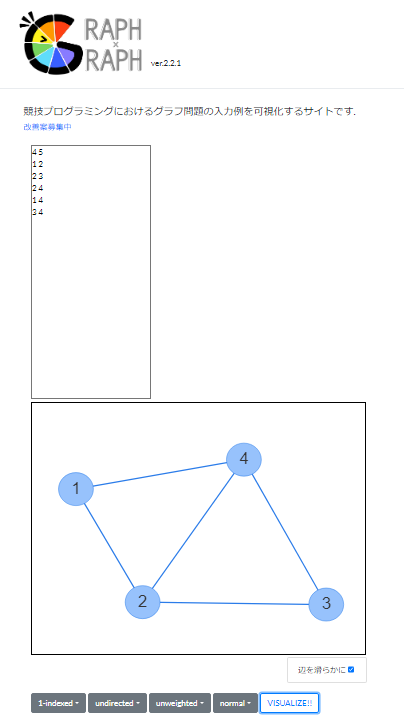 RAPH
x
RAPH ver.2.2.1
競技プログラミングにおけるグラフ問題の入力例を可視化するサイトです.
改善案募集中
4 5
1 2
2 3
2 4
1 4
3 4
4
1
2
3
辺を滑らかに
1-indexed
undirected
unweighted
normal
VISUALIZE!!